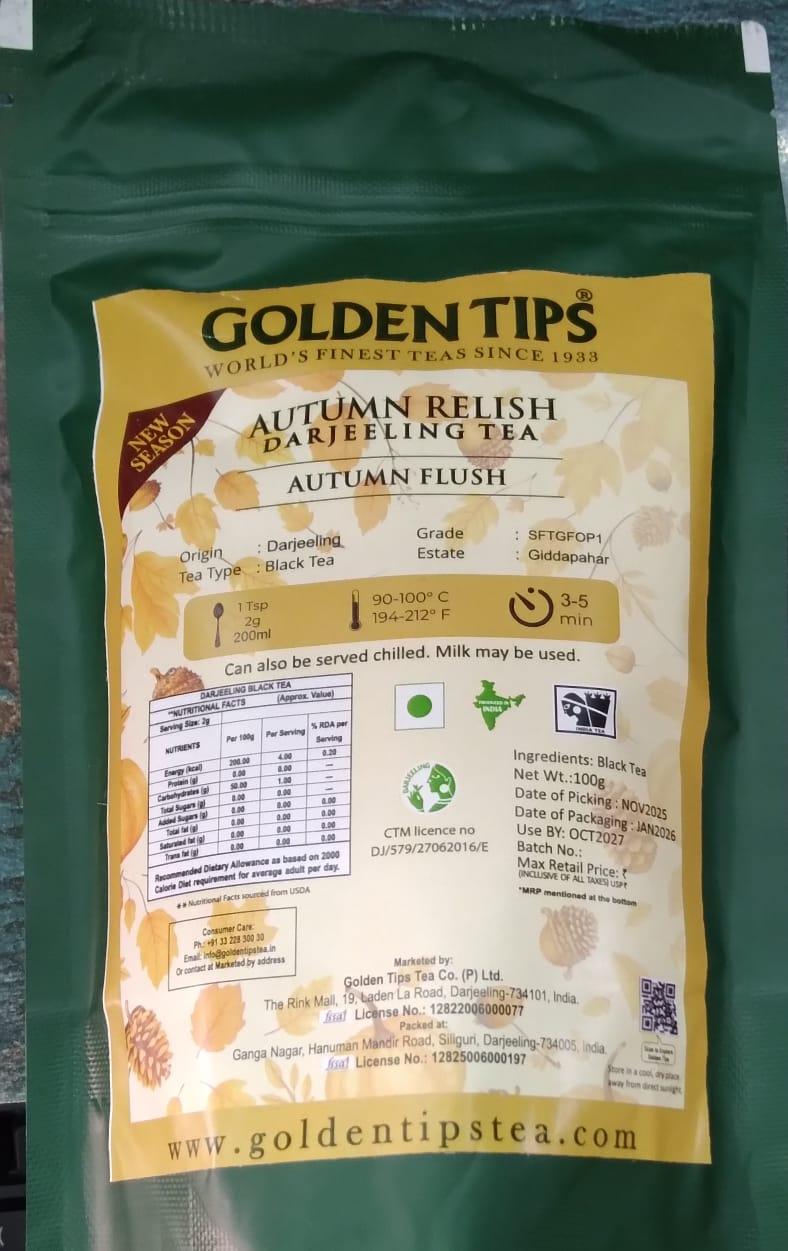 GOLDEN TIPS®
WORLD'S FINEST TEAS SINCE 1933
NEW
SEASON
AUTUMN RELISH
DARJEELING TEA
AUTUMN FLUSH
Origin : Darjeeling
Tea Type : Black Tea
Grade : SFTGFOP1
Estate : Giddapahar
1 Tsp
2g
200ml
90-100° C
194-212° F
3-5
min
Can also be served chilled. Milk may be used.
DARJEELING BLACK TEA
**NUTRITIONAL FACTS (Approx. Value)
Serving Size: 2g
NUTRIENTS Per 100g Per Serving % RDA per Serving
Energy (kcal) 200.00 4.00 0.20
Protein (g) 0.00 0.00 —
Carbohydrates (g) 50.00 1.00 —
Total Sugars (g) 0.00 0.00 —
Added Sugars (g) 0.00 0.00 0.00
Total fat (g) 0.00 0.00 0.00
Saturated fat (g) 0.00 0.00 0.00
Trans fat (g) 0.00 0.00 0.00
Recommended Dietary Allowance as based on 2000
Calorie Diet requirement for average adult per day.
** Nutritional Facts sourced from USDA
PRODUCED IN
INDIA
INDIA TEA
DARJEELING
CTM licence no
DJ/579/27062016/E
Ingredients: Black Tea
Net Wt.:100g
Date of Picking : NOV2025
Date of Packaging : JAN2026
Use BY: OCT2027
Batch No.:
Max Retail Price: ₹
(INCLUSIVE OF ALL TAXES) USP₹
*MRP mentioned at the bottom
Consumer Care:
Ph.: +91 33 228 300 30
Email: info@goldentipstea.in
Or contact at Marketed by address
Marketed by:
Golden Tips Tea Co. (P) Ltd.
The Rink Mall, 19, Laden La Road, Darjeeling-734101, India.
fssai License No.: 12822006000077
Packed at:
Ganga Nagar, Hanuman Mandir Road, Siliguri, Darjeeling-734005, India.
fssai License No.: 12825006000197
Scan to Explore
Golden Tips
Store in a cool, dry place
away from direct sunlight
www.goldentipstea.com